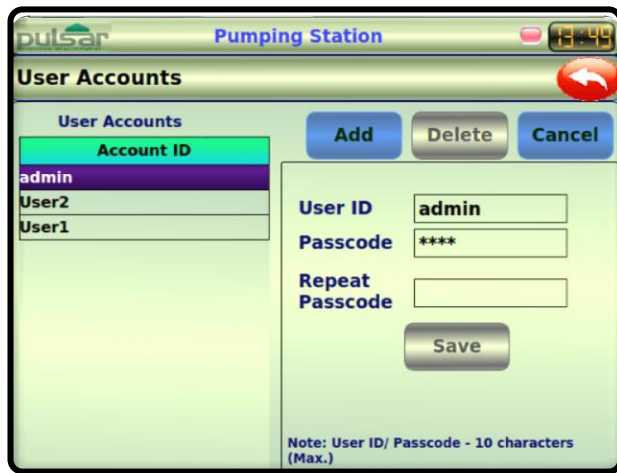 pulsar
Pumping Station
13:49
User Accounts
User Accounts
Account ID
admin
User2
User1
Add
Delete
Cancel
User ID
admin
Passcode
****
Repeat
Passcode
Save
Note: User ID/ Passcode - 10 characters
(Max.)